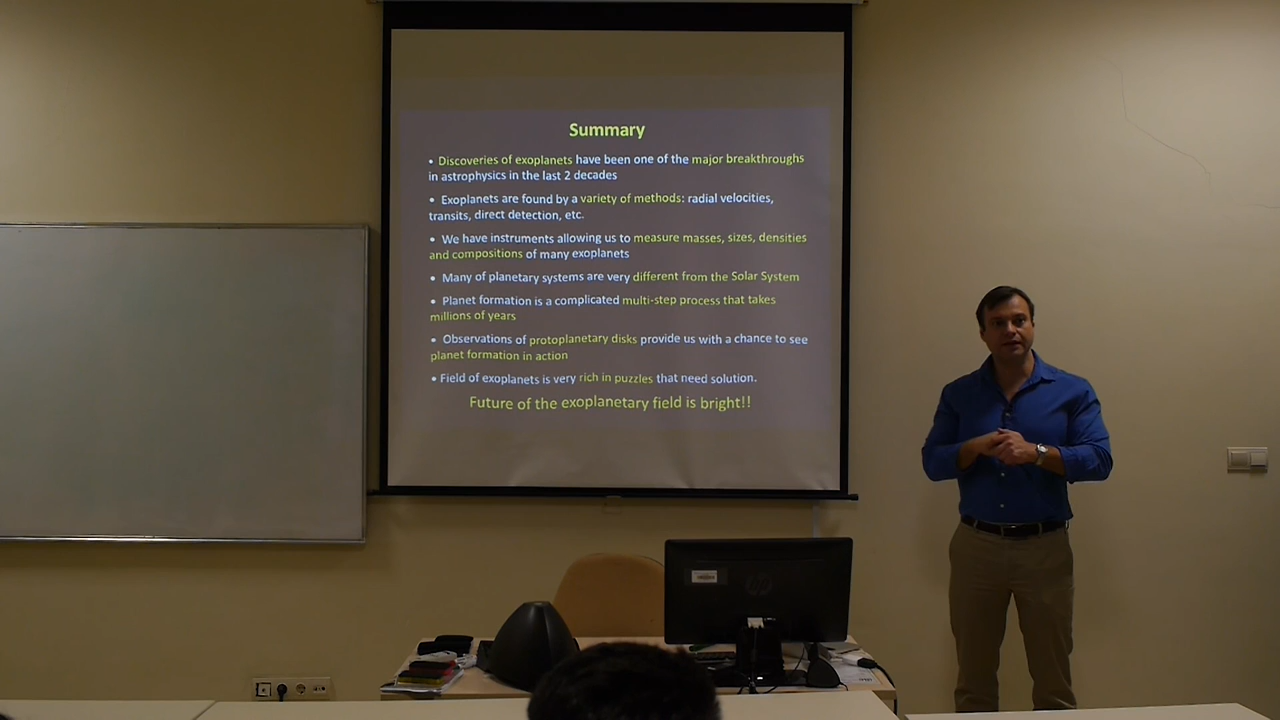 Summary
• Discoveries of exoplanets have been one of the major breakthroughs
in astrophysics in the last 2 decades
• Exoplanets are found by a variety of methods: radial velocities,
transits, direct detection, etc.
• We have instruments allowing us to measure masses, sizes, densities
and compositions of many exoplanets
• Many of planetary systems are very different from the Solar System
• Planet formation is a complicated multi-step process that takes
millions of years
• Observations of protoplanetary disks provide us with a chance to see
planet formation in action
• Field of exoplanets is very rich in puzzles that need solution.
Future of the exoplanetary field is bright!!
hp